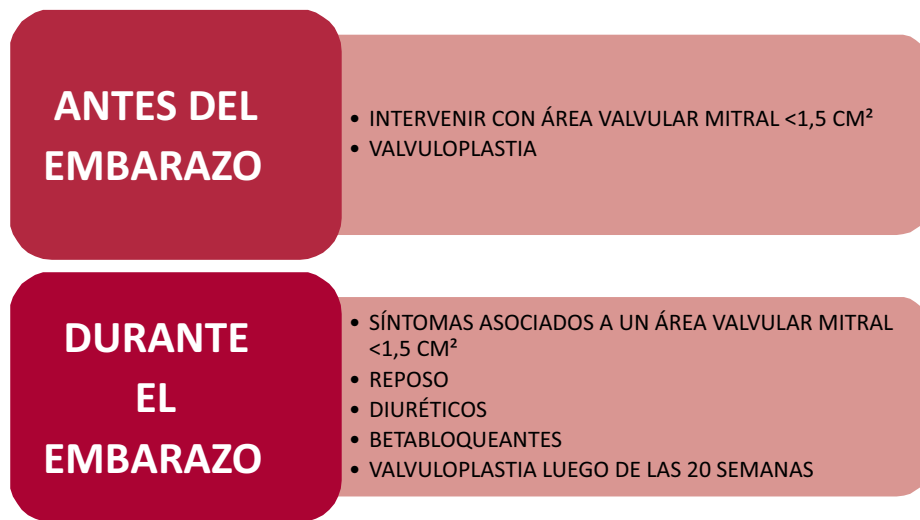 ANTES DEL
EMBARAZO
• INTERVENIR CON ÁREA VALVULAR MITRAL <1,5 CM²
• VALVULOPLASTIA
DURANTE
EL
EMBARAZO
• SÍNTOMAS ASOCIADOS A UN ÁREA VALVULAR MITRAL
<1,5 CM²
• REPOSO
• DIURÉTICOS
• BETABLOQUEANTES
• VALVULOPLASTIA LUEGO DE LAS 20 SEMANAS